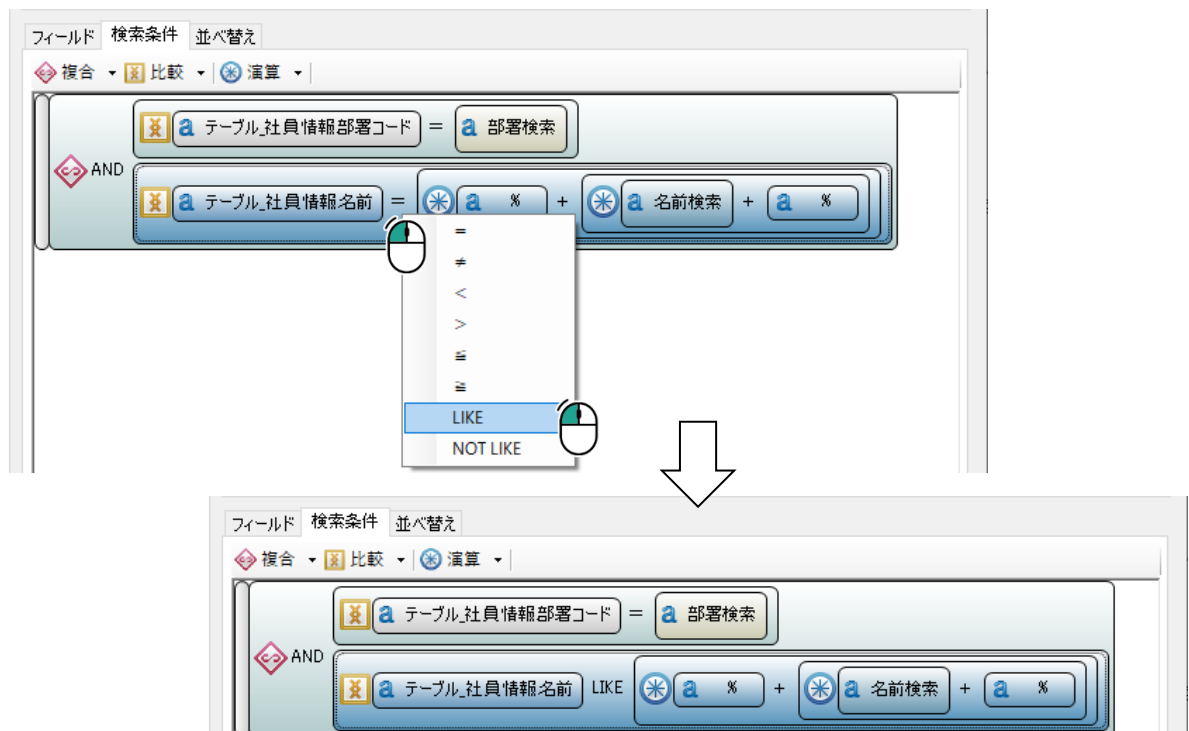 フィールド 検索条件 並べ替え
複合 比較 演算
a テーブル_社員情報部署コード = a 部署検索
AND
a テーブル_社員情報名前 = a % + a 名前検索 + a %
=
≠
<
>
≦
≧
LIKE
NOT LIKE
フィールド 検索条件 並べ替え
複合 比較 演算
a テーブル_社員情報部署コード = a 部署検索
AND
a テーブル_社員情報名前 LIKE a % + a 名前検索 + a %